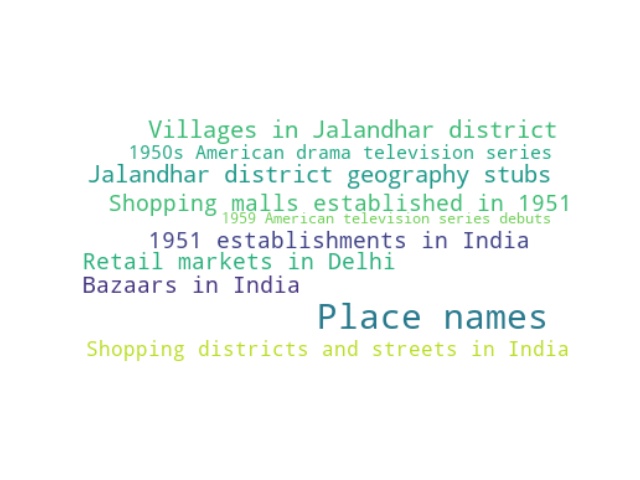 Villages in Jalandhar district
1950s American drama television series
Jalandhar district geography stubs
Shopping malls established in 1951
1959 American television series debuts
1951 establishments in India
Retail markets in Delhi
Bazaars in India
Place names
Shopping districts and streets in India